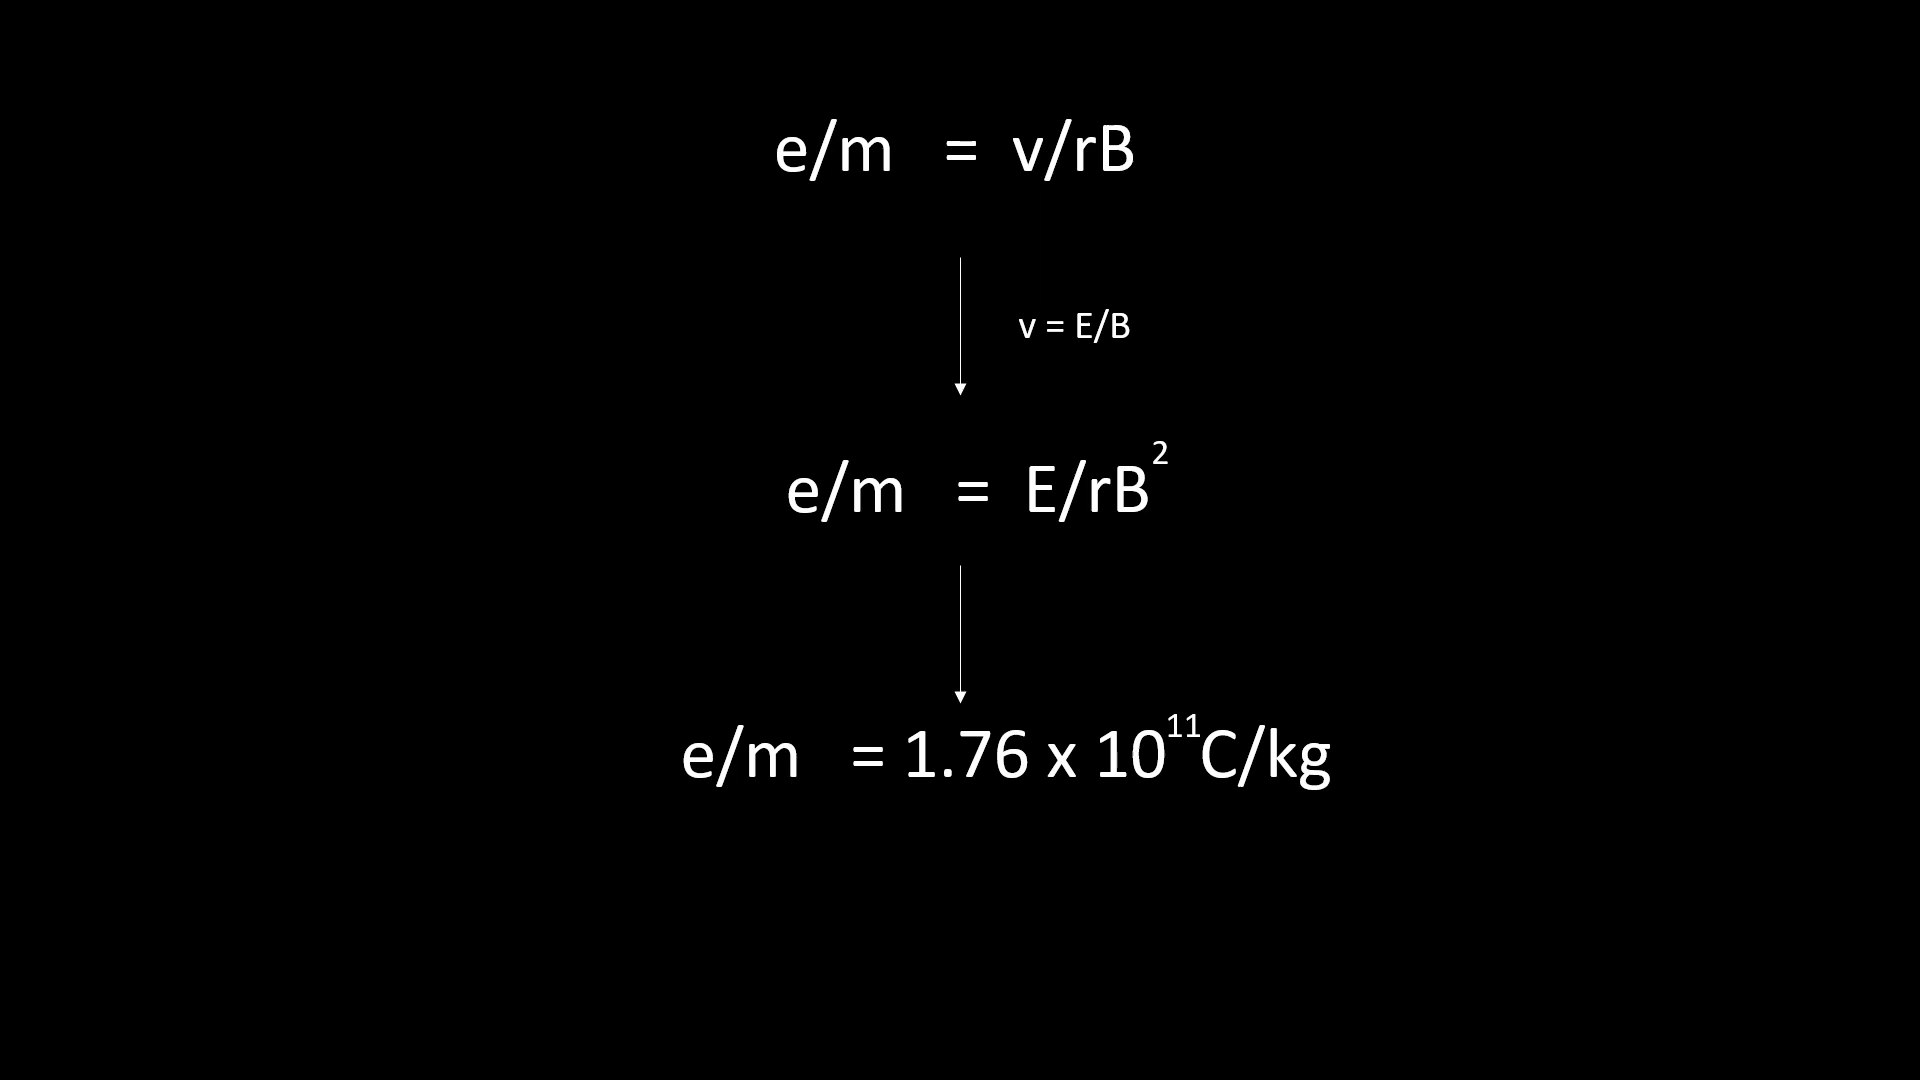 e/m = v/rB
v = E/B
e/m = E/rB²
e/m = 1.76 x 10¹¹C/kg